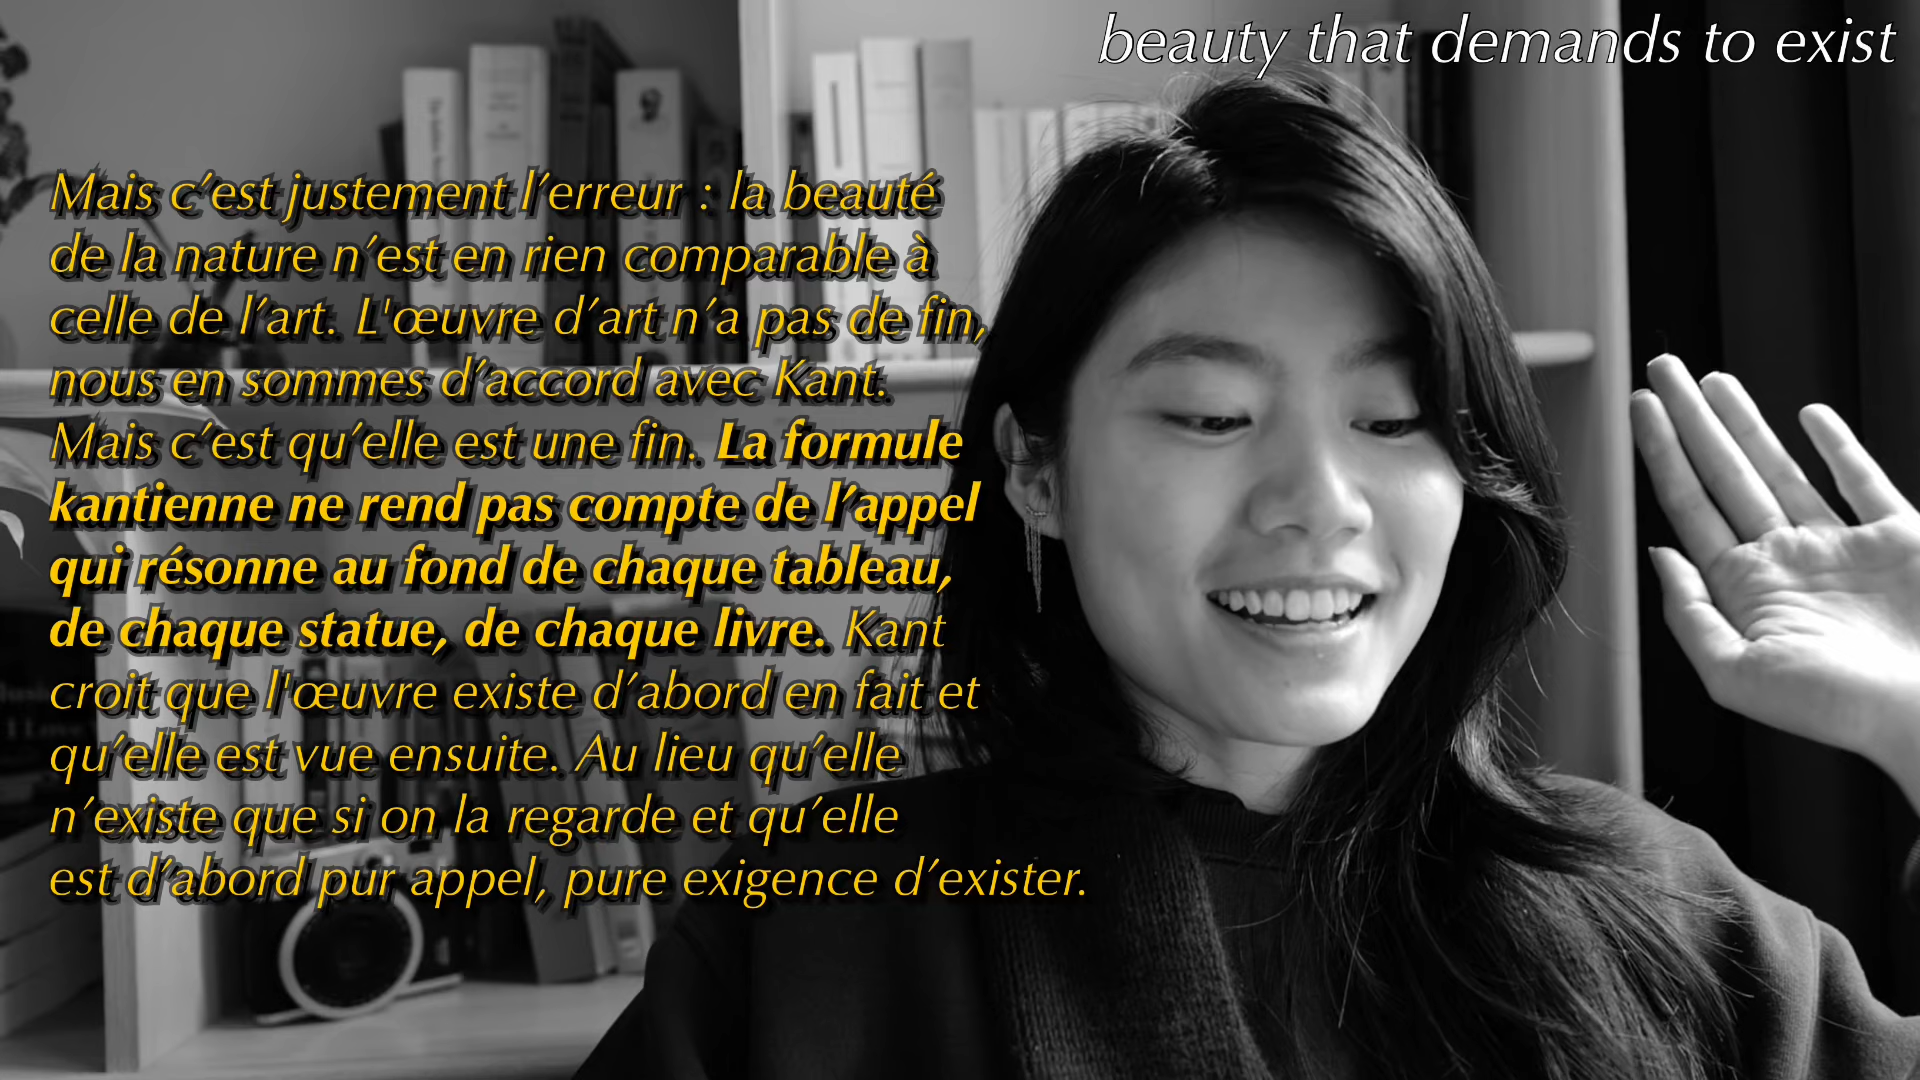 beauty that demands to exist
Mais c’est justement l’erreur : la beauté
de la nature n’est en rien comparable à
celle de l’art. L'œuvre d’art n’a pas de fin,
nous en sommes d’accord avec Kant.
Mais c’est qu’elle est une fin. La formule
kantienne ne rend pas compte de l’appel
qui résonne au fond de chaque tableau,
de chaque statue, de chaque livre. Kant
croit que l'œuvre existe d’abord en fait et
qu’elle est vue ensuite. Au lieu qu’elle
n’existe que si on la regarde et qu’elle
est d’abord pur appel, pure exigence d’exister.